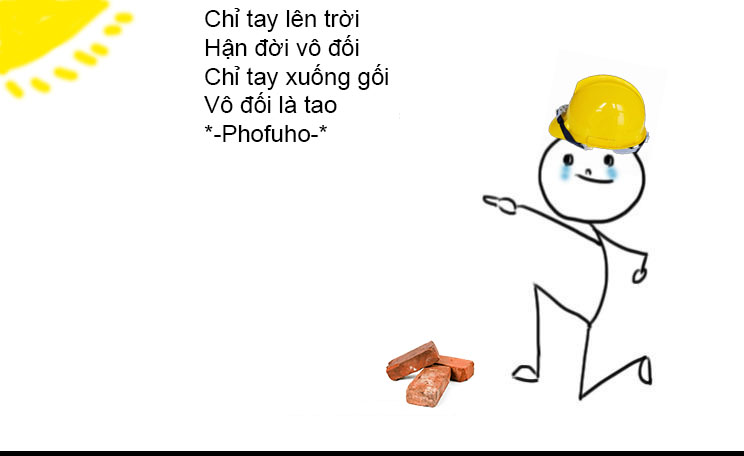 Chỉ tay lên trời
Hận đời vô đối
Chỉ tay xuống gối
Vô đối là tao
*-Phofuho-*